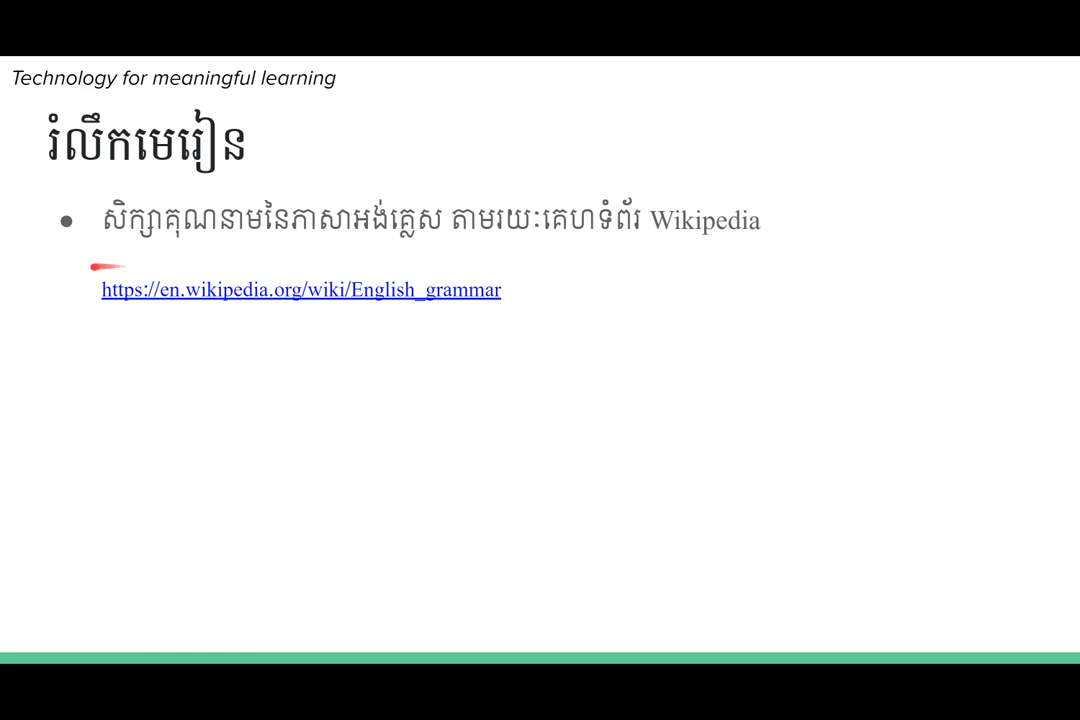 Technology for meaningful learning
រំលឹកមេរៀន
● សិក្សាគុណនាមនៃភាសាអង់គ្លេស តាមរយៈគេហទំព័រ Wikipedia
https://en.wikipedia.org/wiki/English_grammar